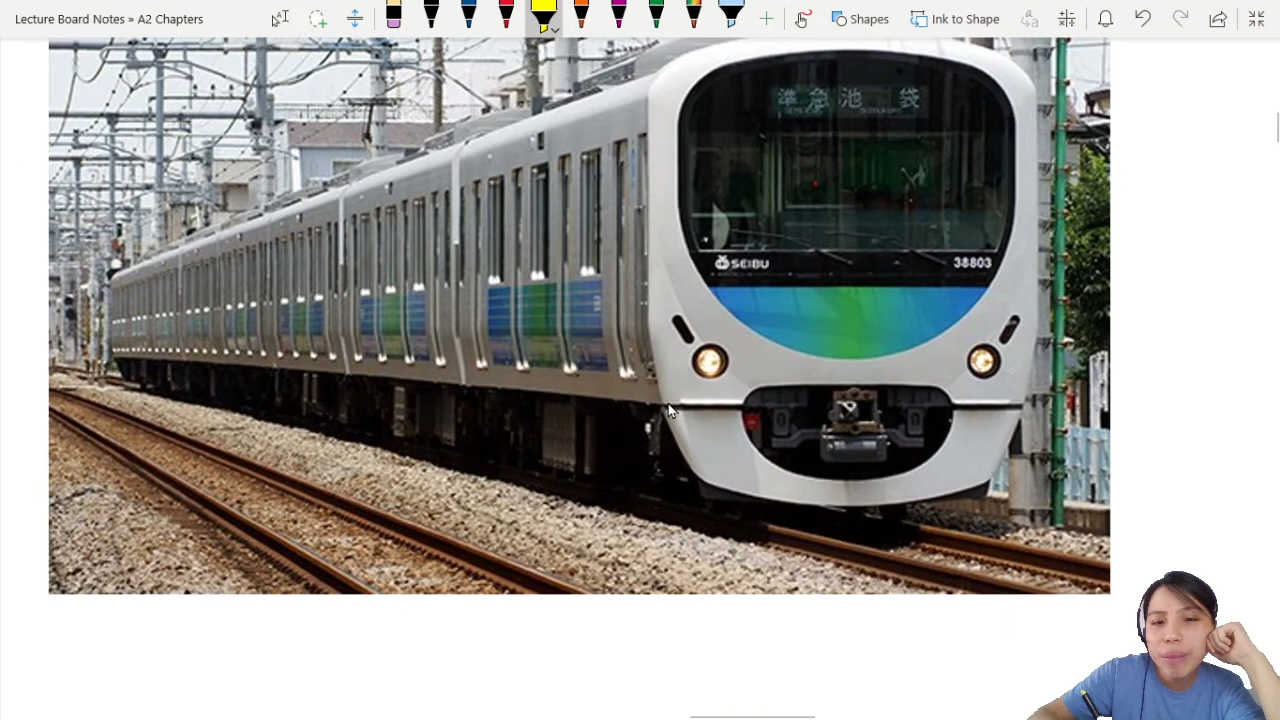 Lecture Board Notes » A2 Chapters
Shapes
Ink to Shape
準急池 袋
SEIBU
38803